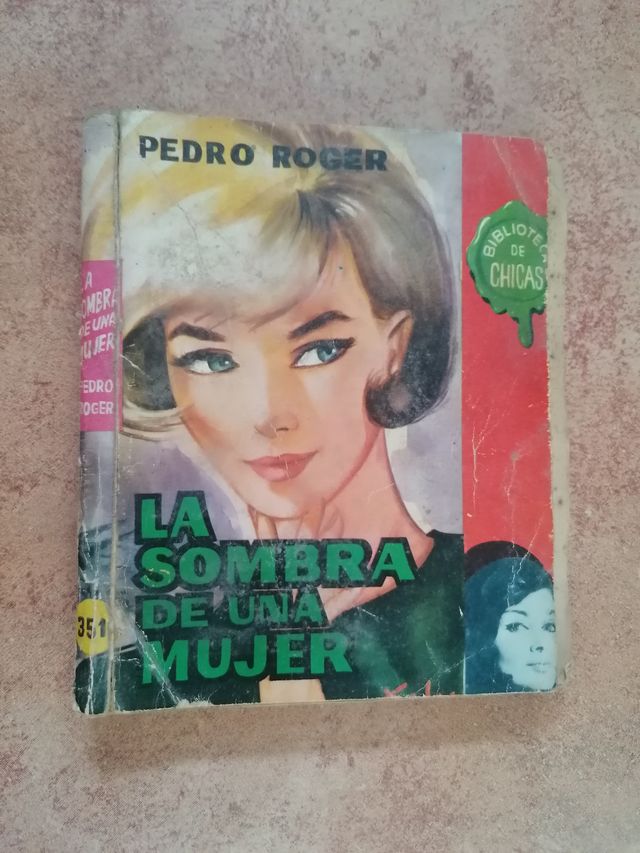 PEDRO ROGER
BIBLIOTECA
DE
CHICAS
LA
SOMBRA
DE UNA
MUJER
LA
SOMBRA
DE UNA
MUJER
PEDRO
ROGER
351